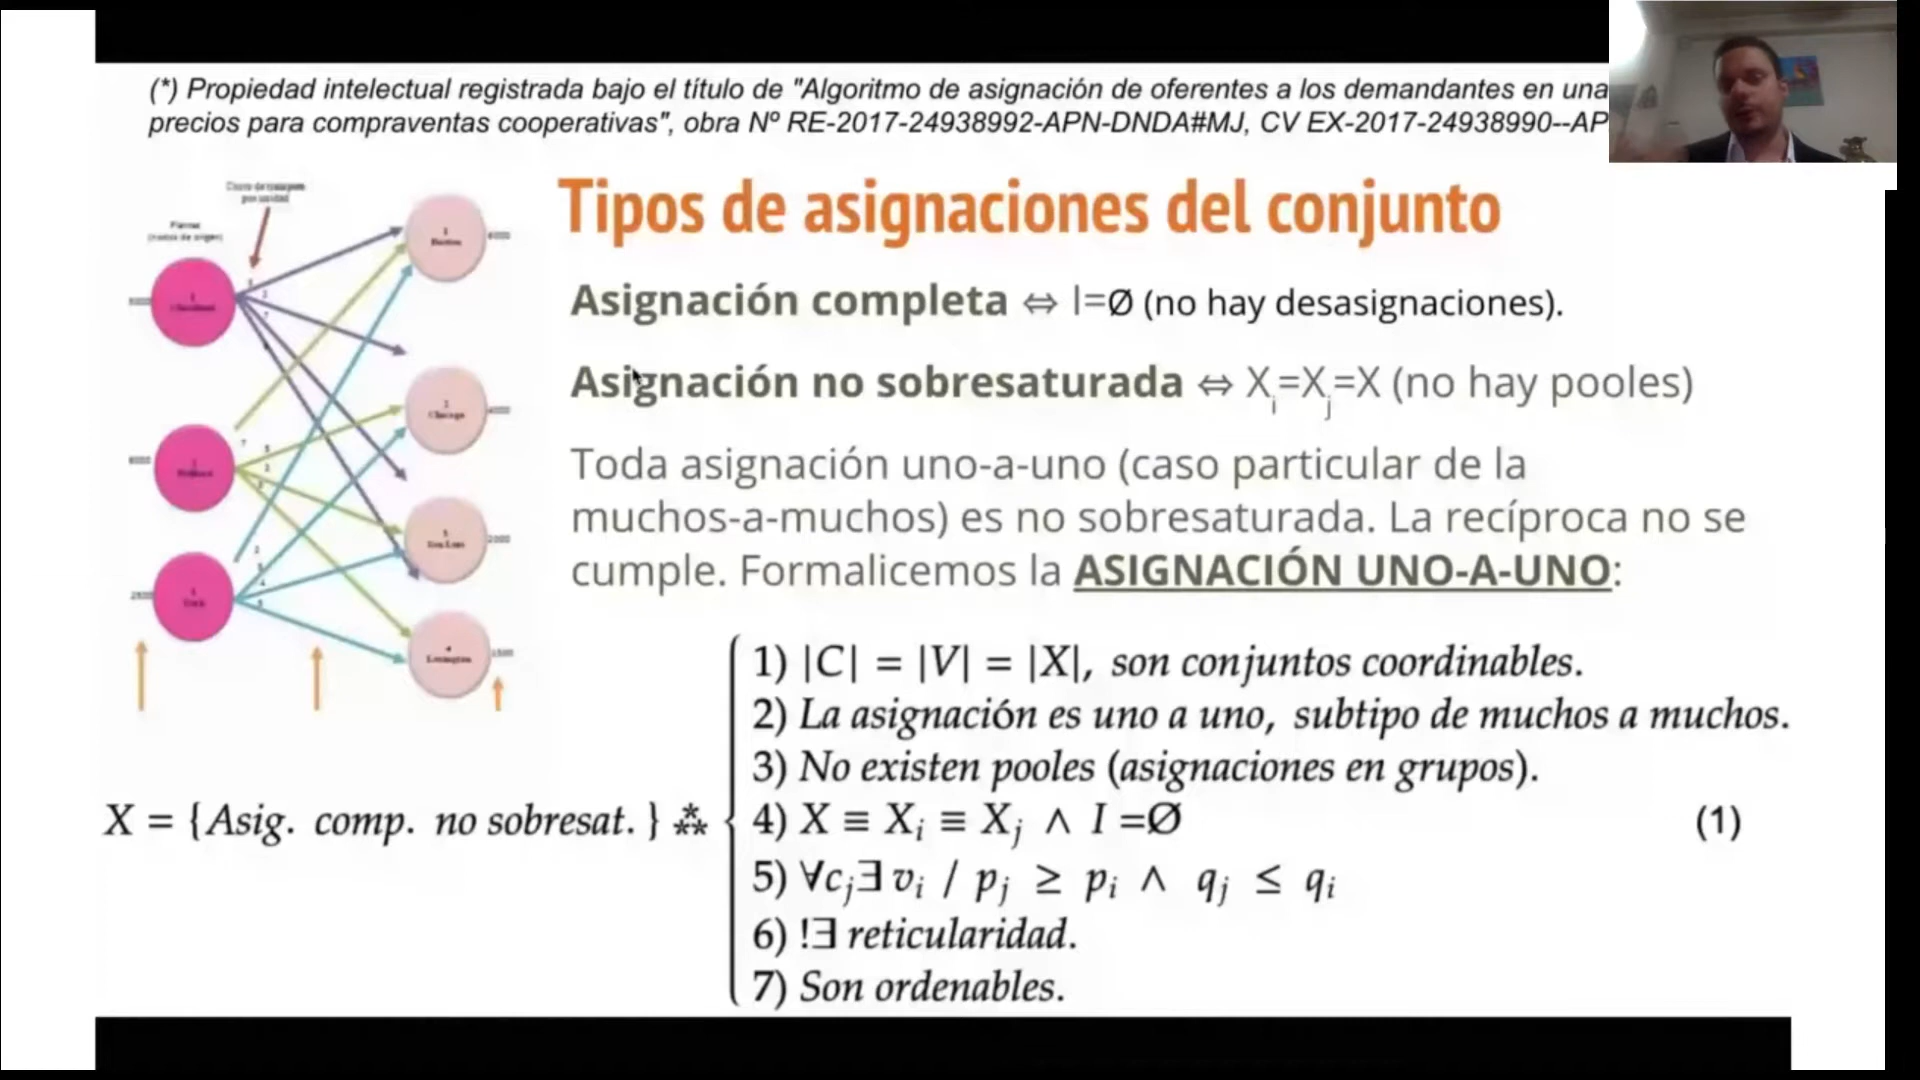 (*) Propiedad intelectual registrada bajo el título de "Algoritmo de asignación de oferentes a los demandantes en una
precios para compraventas cooperativas", obra Nº RE-2017-24938992-APN-DNDA#MJ, CV EX-2017-24938990--AP
Tipos de asignaciones del conjunto
Asignación completa ⇔ I=Ø (no hay desasignaciones).
Asignación no sobresaturada ⇔ Xi=Xj=X (no hay pooles)
Toda asignación uno-a-uno (caso particular de la
muchos-a-muchos) es no sobresaturada. La recíproca no se
cumple. Formalicemos la ASIGNACIÓN UNO-A-UNO:
1) |C| = |V| = |X|, son conjuntos coordinables.
2) La asignación es uno a uno, subtipo de muchos a muchos.
3) No existen pooles (asignaciones en grupos).
X = {Asig. comp. no sobresat.} ⁂ { 4) X ≡ Xi ≡ Xj ∧ I =Ø (1)
5) ∀cj∃ vi / pj ≥ pi ∧ qj ≤ qi
6) !∃ reticularidad.
7) Son ordenables.